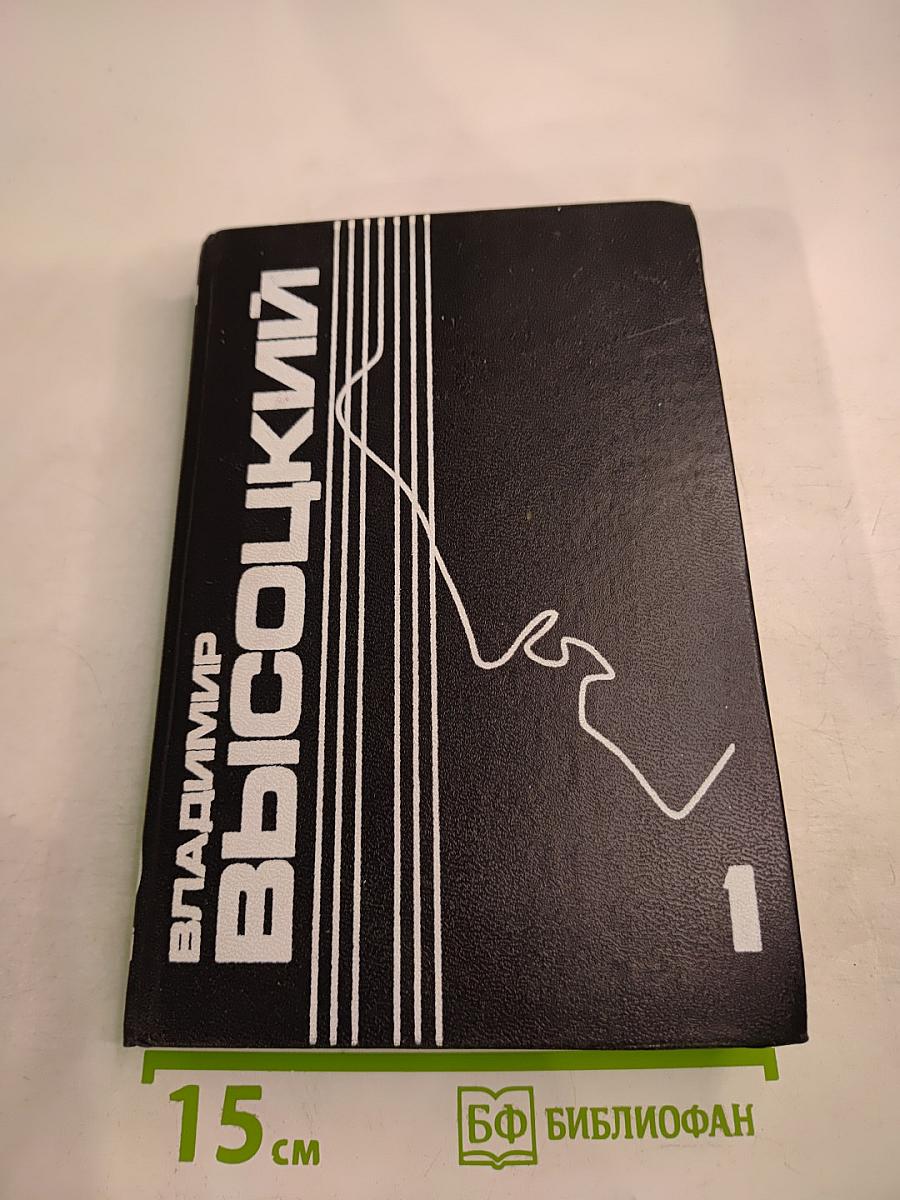 ВЛАДИМИР
ВЫСОЦКИЙ
1
15 см
БФ БИБЛИОФАН